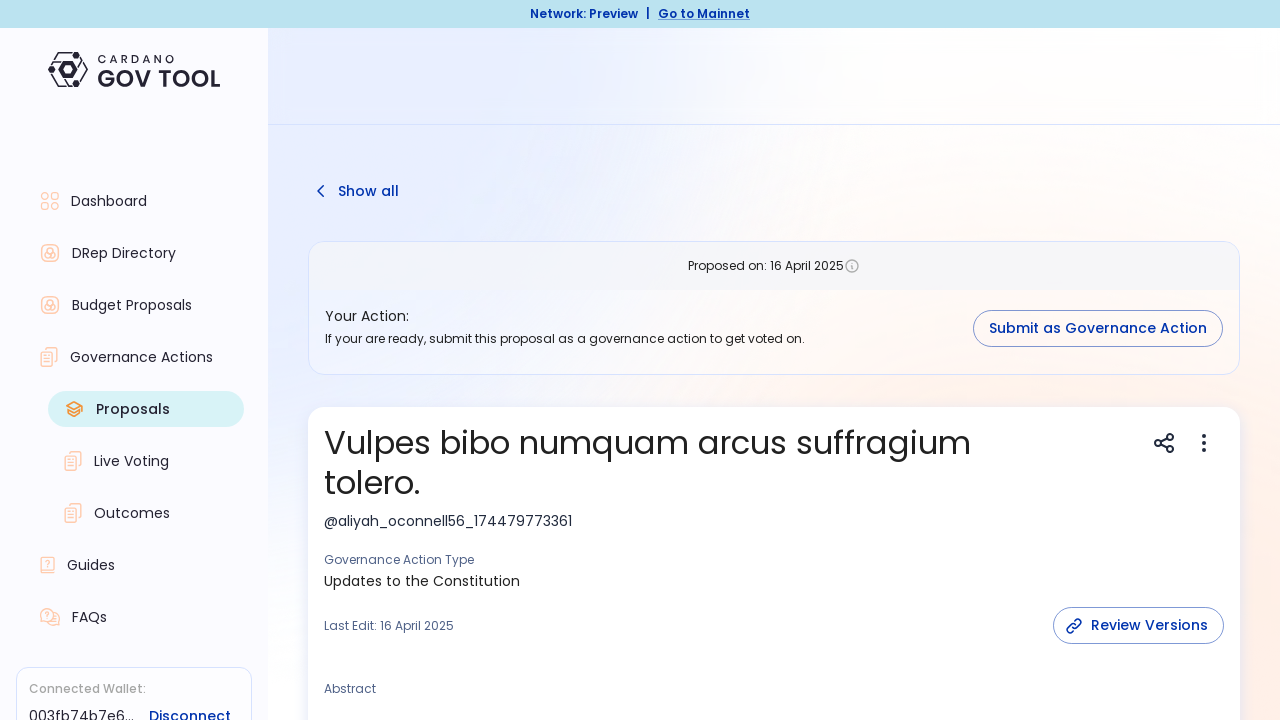 Network: Preview | Go to Mainnet
CARDANO
GOV TOOL
Dashboard
DRep Directory
Budget Proposals
Governance Actions
Proposals
Live Voting
Outcomes
Guides
FAQs
Connected Wallet:
003fb74b7e6... Disconnect
Show all
Proposed on: 16 April 2025
Your Action:
If your are ready, submit this proposal as a governance action to get voted on.
Submit as Governance Action
Vulpes bibo numquam arcus suffragium
tolero.
@aliyah_oconnell56_174479773361
Governance Action Type
Updates to the Constitution
Last Edit: 16 April 2025
Review Versions
Abstract